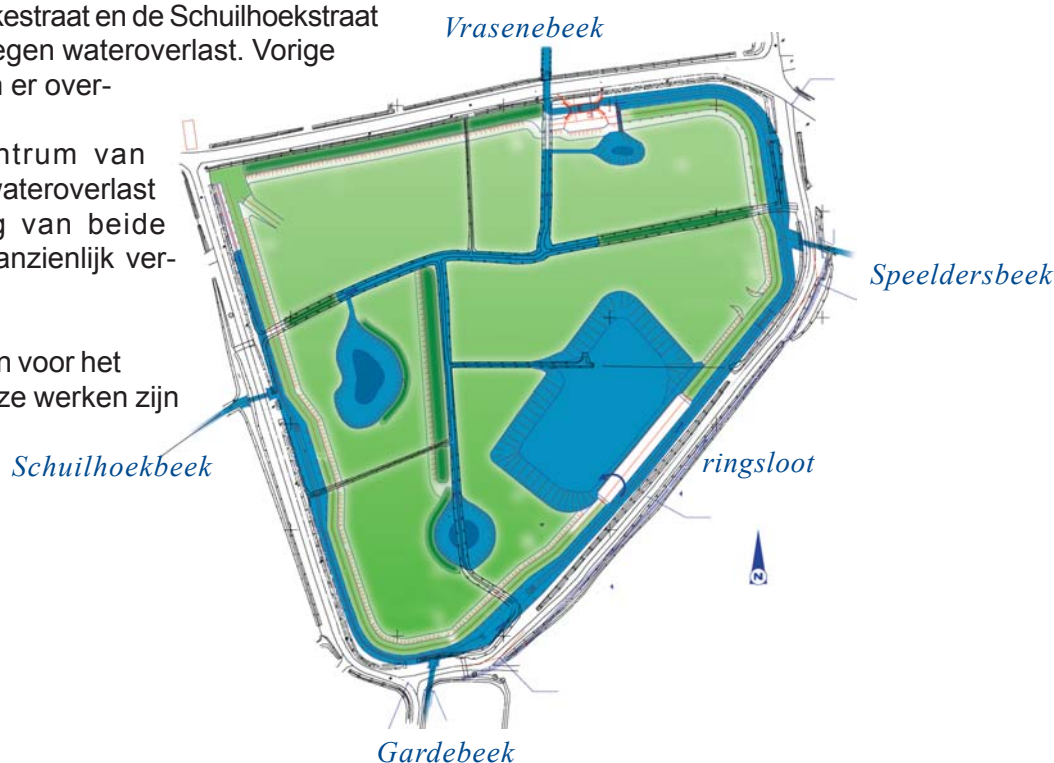 kestraat en de Schuilhoekstraat
egen wateroverlast. Vorige
n er over-
ntrum van
wateroverlast
g van beide
anzienlijk ver-
n voor het
ze werken zijn
Vrasenebeek
Speeldersbeek
Schuilhoekbeek
ringsloot
N
Gardebeek